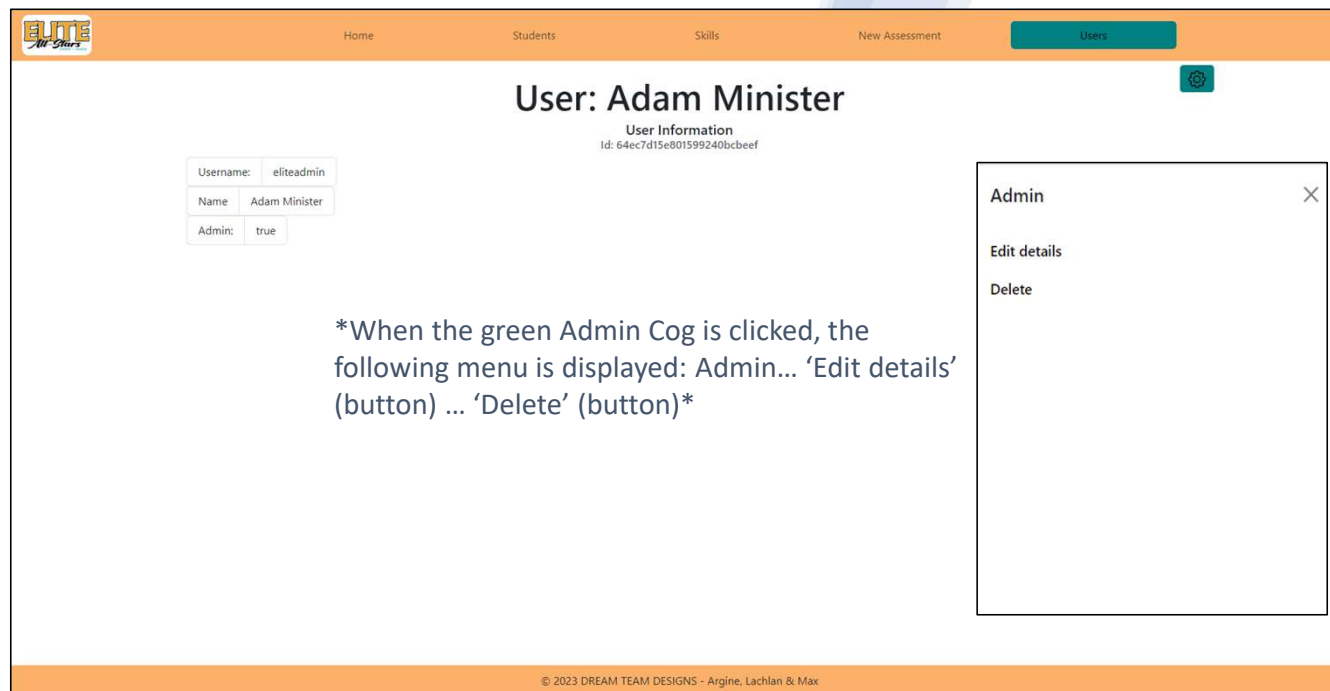 ELITE
All-Stars
Home Students Skills New Assessment Users
User: Adam Minister
User Information
Id: 64ec7d15e801599240bcbeef
Username: eliteadmin
Name Adam Minister
Admin: true
Admin
Edit details
Delete
*When the green Admin Cog is clicked, the
following menu is displayed: Admin… ‘Edit details’
(button) … ‘Delete’ (button)*
© 2023 DREAM TEAM DESIGNS - Argine, Lachlan & Max